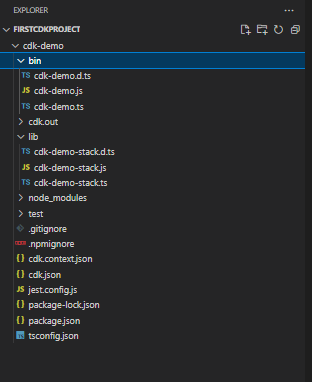 EXPLORER
FIRSTCDKPROJECT
cdk-demo
bin
TS cdk-demo.d.ts
JS cdk-demo.js
TS cdk-demo.ts
cdk.out
lib
TS cdk-demo-stack.d.ts
JS cdk-demo-stack.js
TS cdk-demo-stack.ts
node_modules
test
.gitignore
npm .npmignore
{} cdk.context.json
{} cdk.json
JS jest.config.js
{} package-lock.json
{} package.json
TS tsconfig.json